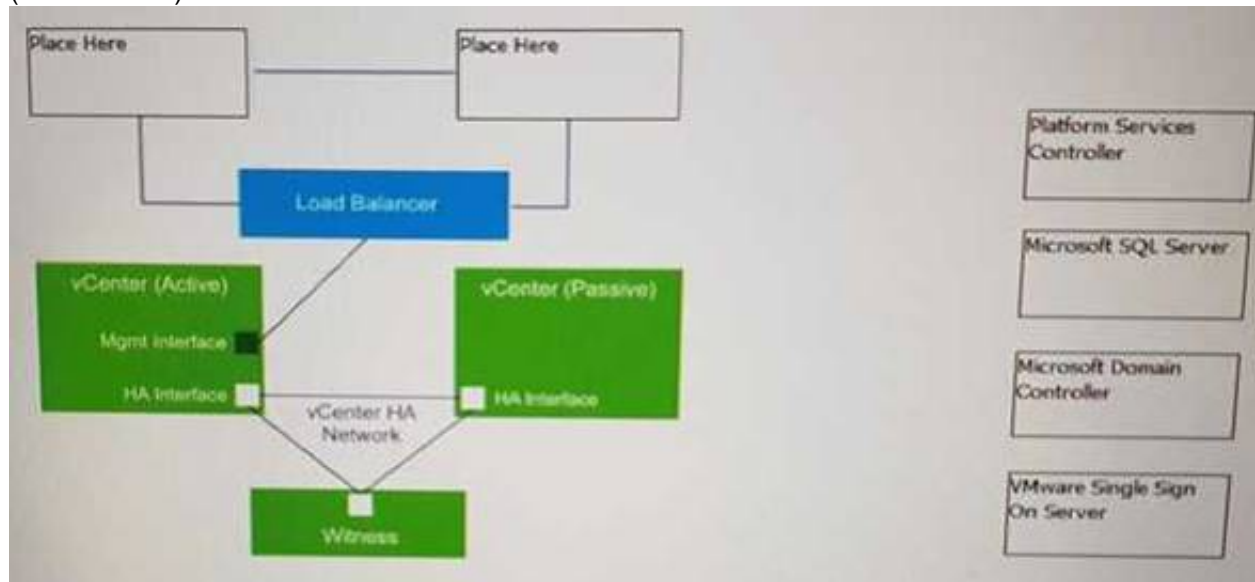 Place Here
Place Here
Platform Services
Controller
Load Balancer
Microsoft SQL Server
vCenter (Active)
vCenter (Passive)
Mgmt Interface
HA Interface
HA Interface
vCenter HA
Network
Microsoft Domain
Controller
VMware Single Sign
On Server
Witness